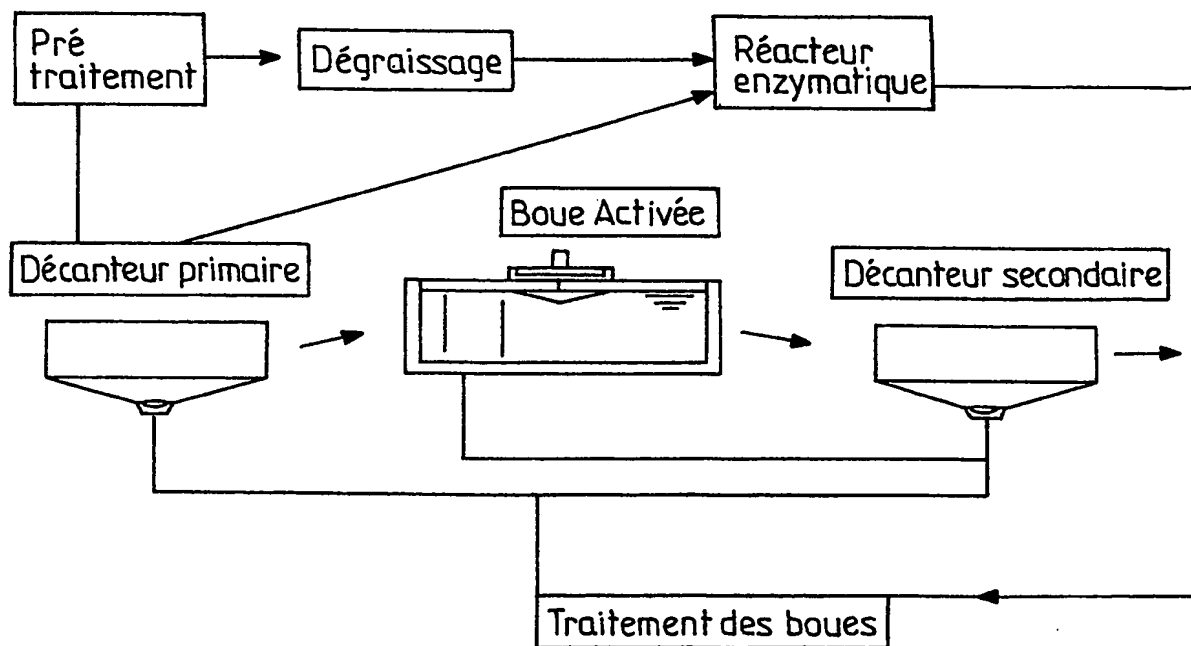 Pré
traitement
Dégraissage
Réacteur
enzymatique
Boue Activée
Décanteur primaire
Décanteur secondaire
Traitement des boues